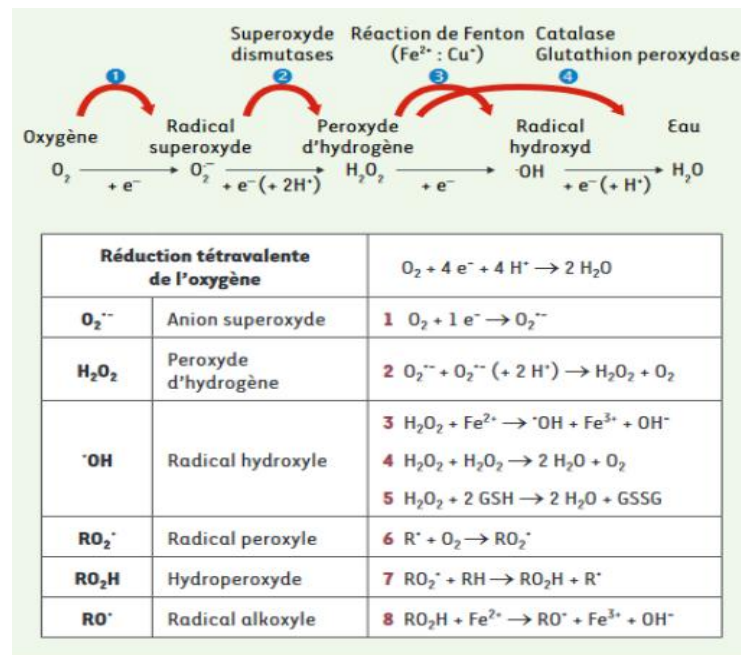 Superoxyde dismutases
Réaction de Fenton (Fe²⁺ : Cu⁺)
Catalase
Glutathion peroxydase
1 2 3 4
Oxygène
Radical superoxyde
Peroxyde d'hydrogène
Radical hydroxyd
Eau
O₂ + e⁻ → O₂•⁻ + e⁻(+ 2H⁺) → H₂O₂ + e⁻ → ·OH + e⁻(+ H⁺) → H₂O
Réduction tétravalente
de l'oxygène
O₂ + 4 e⁻ + 4 H⁺ → 2 H₂O
O₂•⁻ Anion superoxyde 1 O₂ + 1 e⁻ → O₂•⁻
H₂O₂ Peroxyde d'hydrogène 2 O₂•⁻ + O₂•⁻ (+ 2 H⁺) → H₂O₂ + O₂
•OH Radical hydroxyle
3 H₂O₂ + Fe²⁺ → •OH + Fe³⁺ + OH⁻
4 H₂O₂ + H₂O₂ → 2 H₂O + O₂
5 H₂O₂ + 2 GSH → 2 H₂O + GSSG
RO₂• Radical peroxyle 6 R• + O₂ → RO₂•
RO₂H Hydroperoxyde 7 RO₂• + RH → RO₂H + R•
RO• Radical alkoxyle 8 RO₂H + Fe²⁺ → RO• + Fe³⁺ + OH⁻